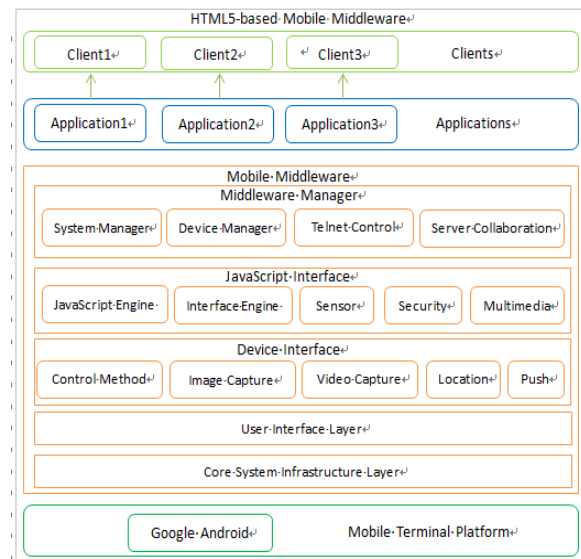 HTML5-based Mobile Middleware
Client1 Client2 Client3 Clients
Application1 Application2 Application3 Applications
Mobile Middleware
Middleware Manager
System Manager Device Manager Telnet Control Server Collaboration
JavaScript Interface
JavaScript Engine Interface Engine Sensor Security Multimedia
Device Interface
Control Method Image Capture Video Capture Location Push
User Interface Layer
Core System Infrastructure Layer
Google Android Mobile Terminal Platform